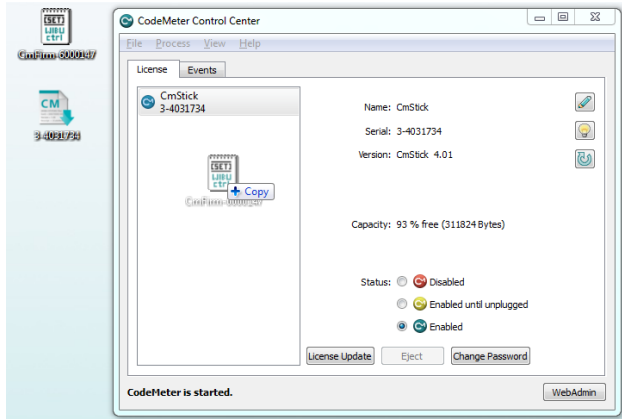 [SET]
WIBU
ctrl
CmFirm-6000147
CM
3-4031734
CodeMeter Control Center
File Process View Help
License Events
CmStick
3-4031734
[SET]
WIBU
ctrl
Copy
CmFirm-6000147
Name: CmStick
Serial: 3-4031734
Version: CmStick 4.01
Capacity: 93 % free (311824 Bytes)
Status: Disabled
Enabled until unplugged
Enabled
License Update Eject Change Password
CodeMeter is started.
WebAdmin